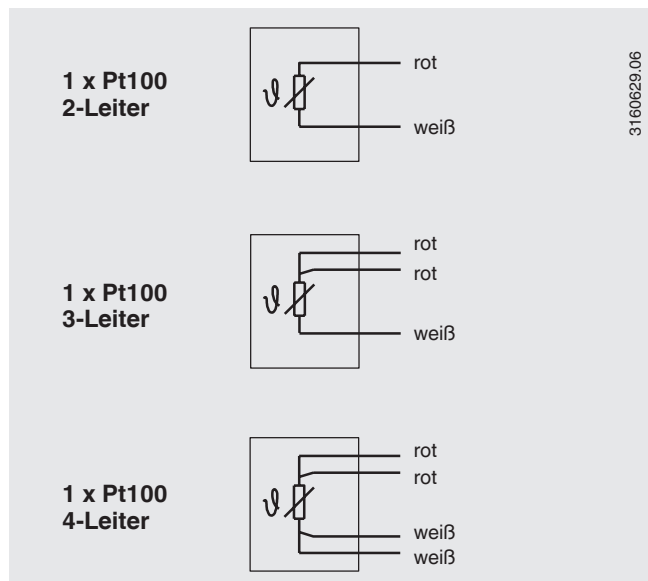 1 x Pt100
2-Leiter
rot
weiß
3160629.06
1 x Pt100
3-Leiter
rot
rot
weiß
1 x Pt100
4-Leiter
rot
rot
weiß
weiß